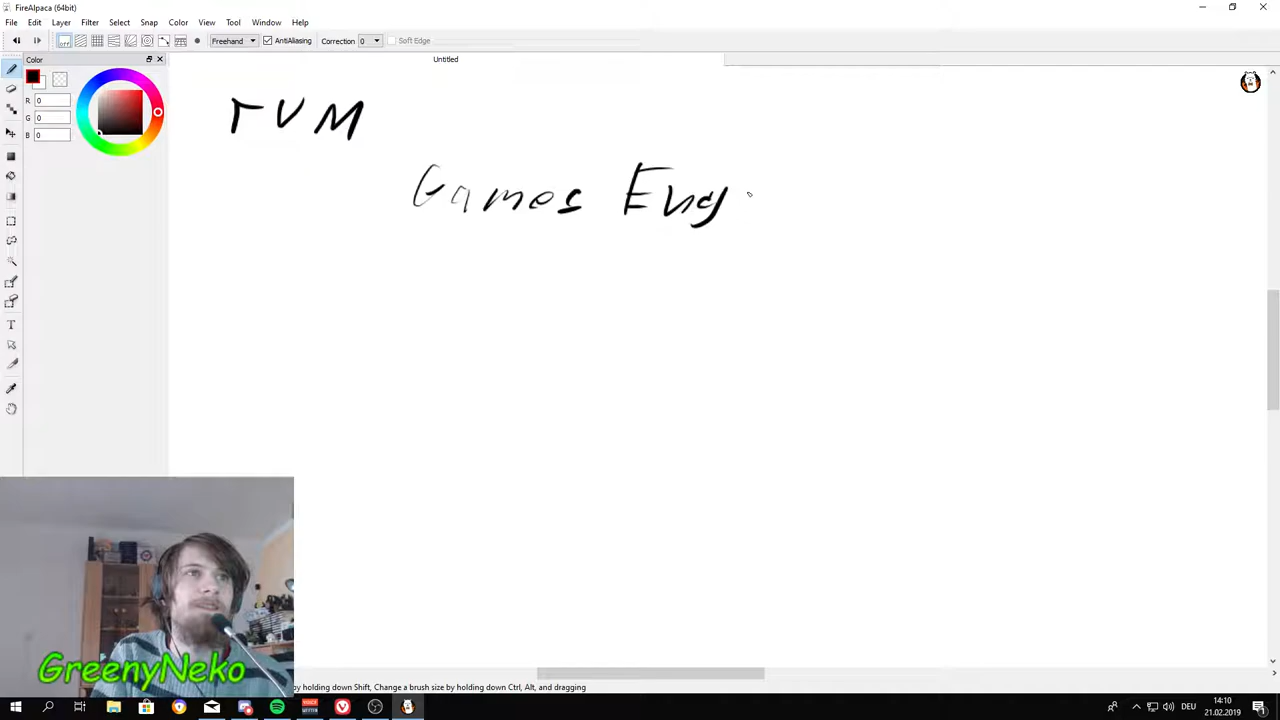 FireAlpaca (64bit)
File Edit Layer Filter Select Snap Color View Tool Window Help
OFF Freehand AntiAliasing Correction 0 Soft Edge
Color
Untitled
R 0
G 0
B 0
TUM
Games Eng
GreenyNeko
by holding down Shift, Change a brush size by holding down Ctrl, Alt, and dragging
DEU 14:10
21.02.2019